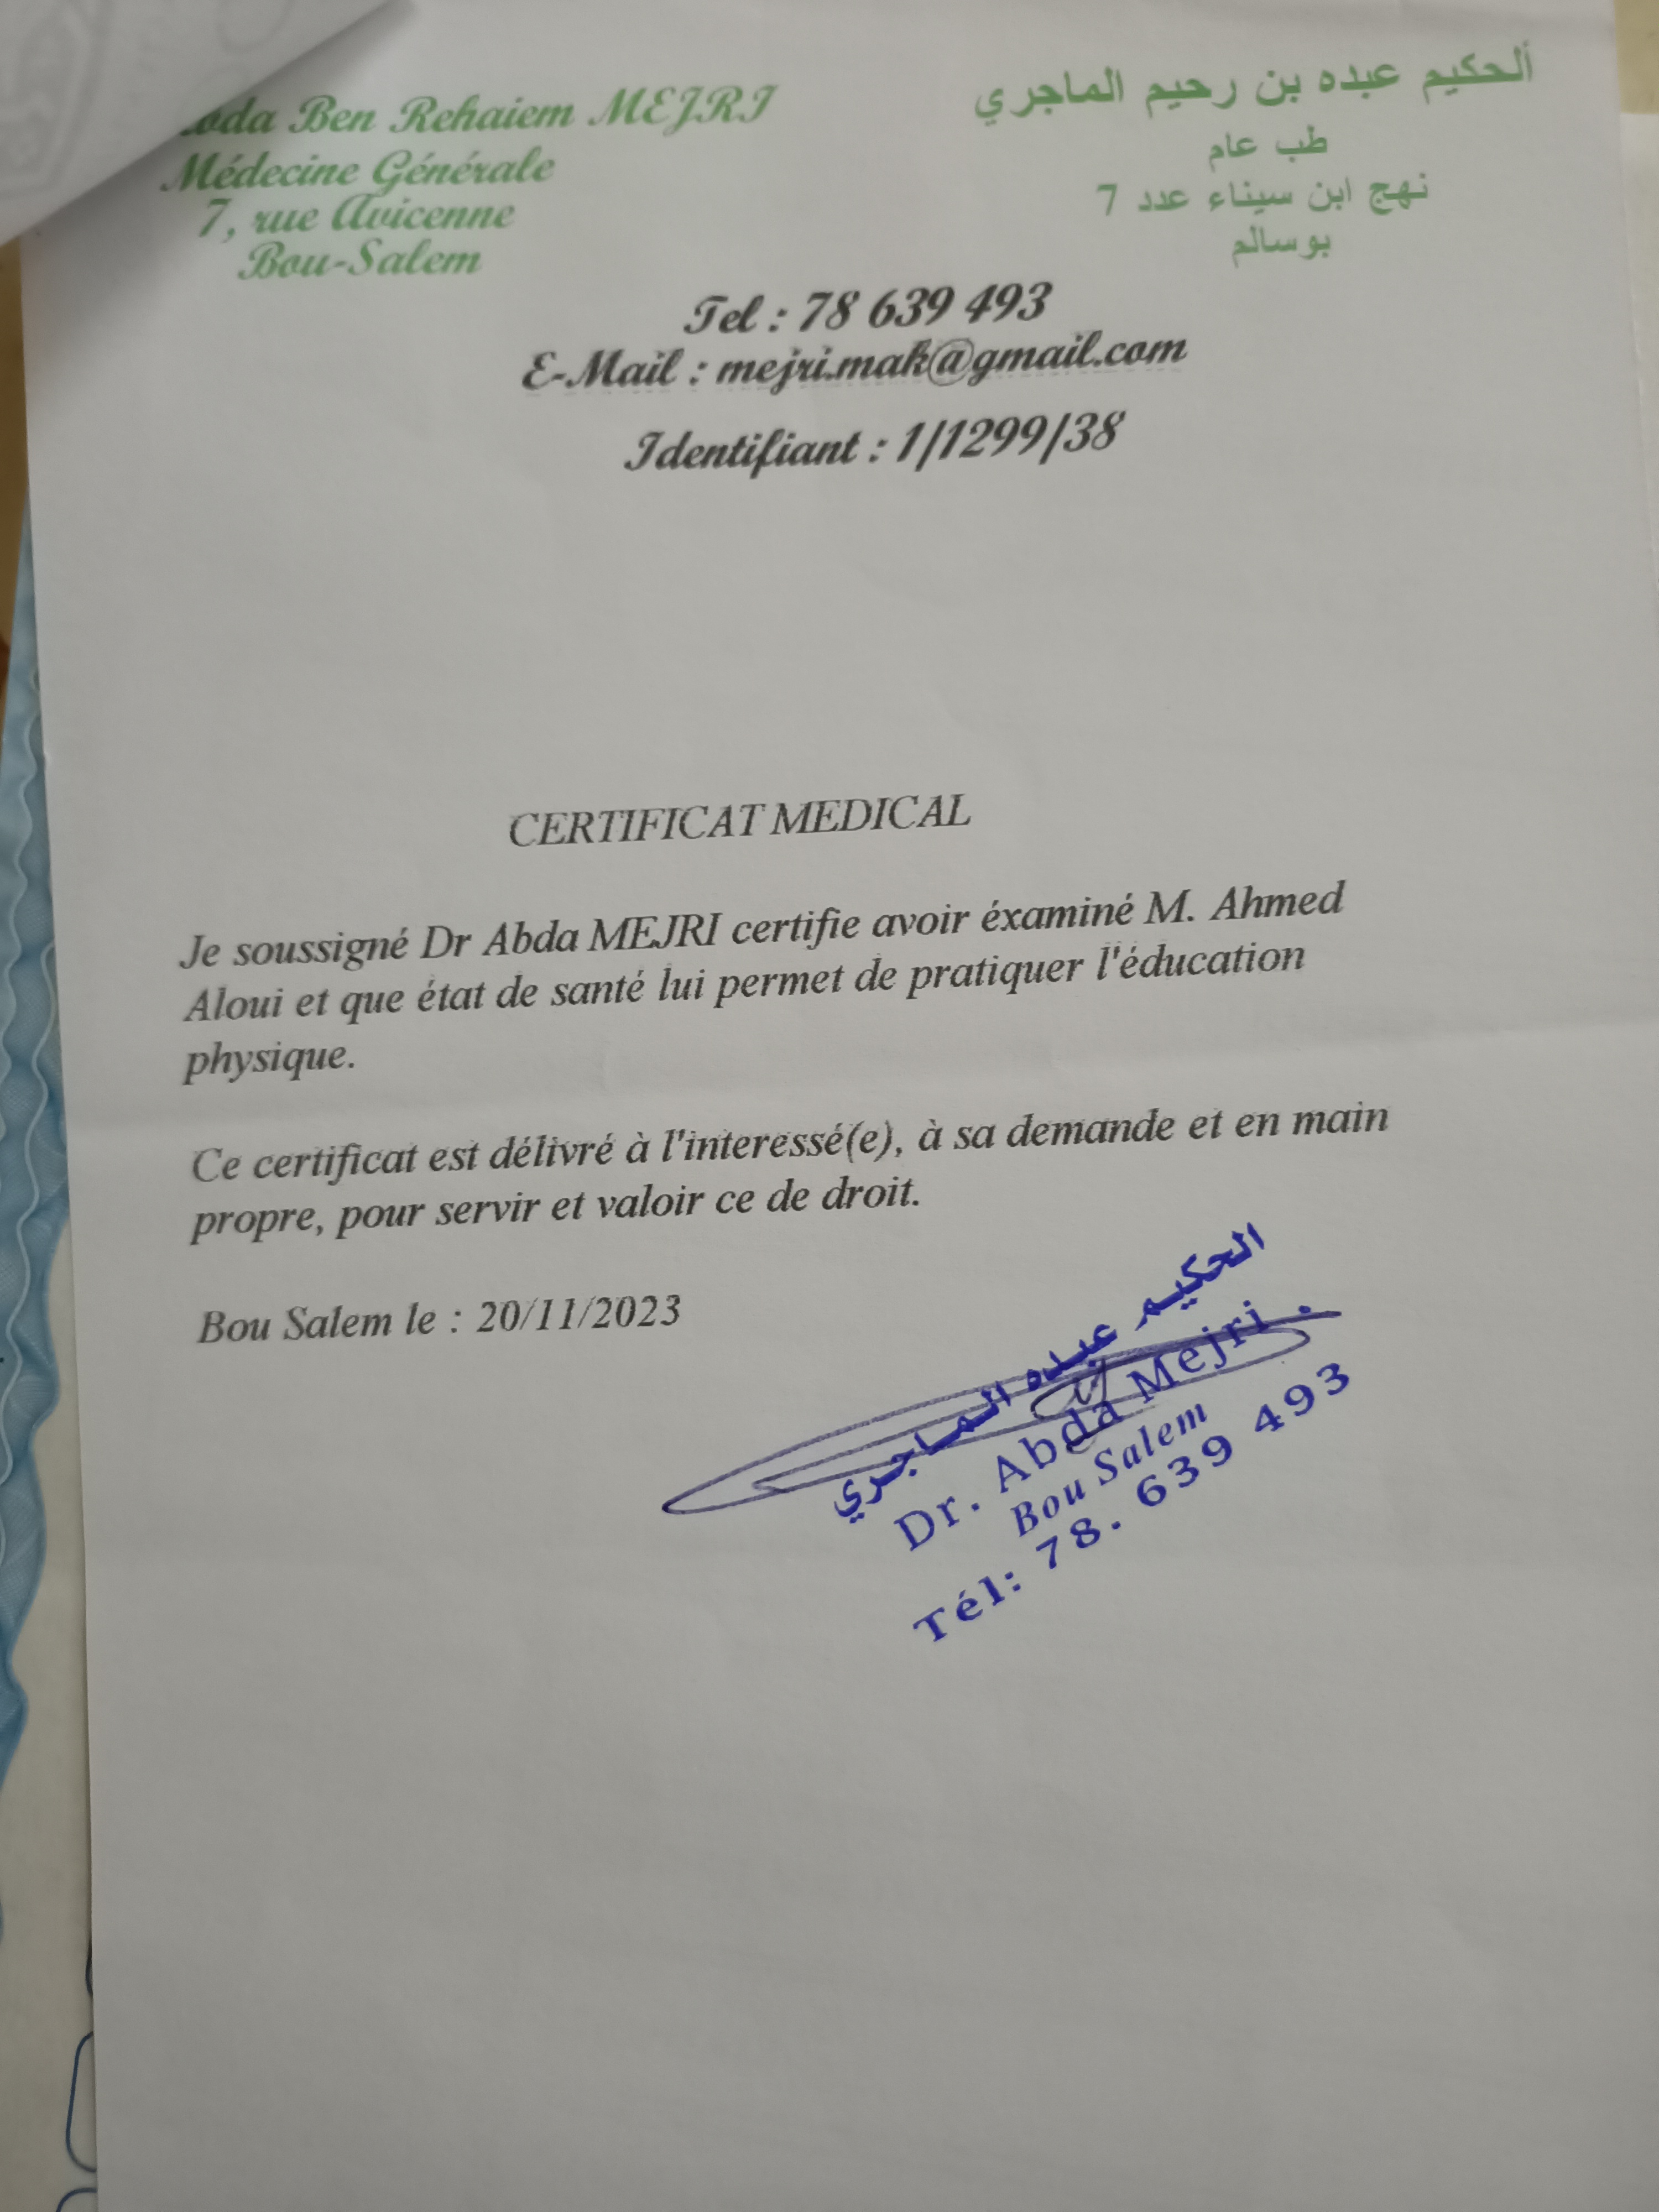 Ben Rehaiem MEJRI
Médecine Générale
7, rue Avicenne
Bou-Salem
ألحكيم عبده بن رحيم الماجري
طب عام
نهج ابن سيناء عدد 7
بوسالم
Tel : 78 639 493
E-Mail : mejri.mak@gmail.com
Identifiant : 1/1299/38
CERTIFICAT MEDICAL
Je soussigné Dr Abda MEJRI certifie avoir éxaminé M. Ahmed
Aloui et que état de santé lui permet de pratiquer l'éducation
physique.
Ce certificat est délivré à l'interessé(e), à sa demande et en main
propre, pour servir et valoir ce de droit.
Bou Salem le : 20/11/2023
الحكيم عبده الماجري
Dr. Abda Mejri
Bou Salem
Tél: 78. 639 493